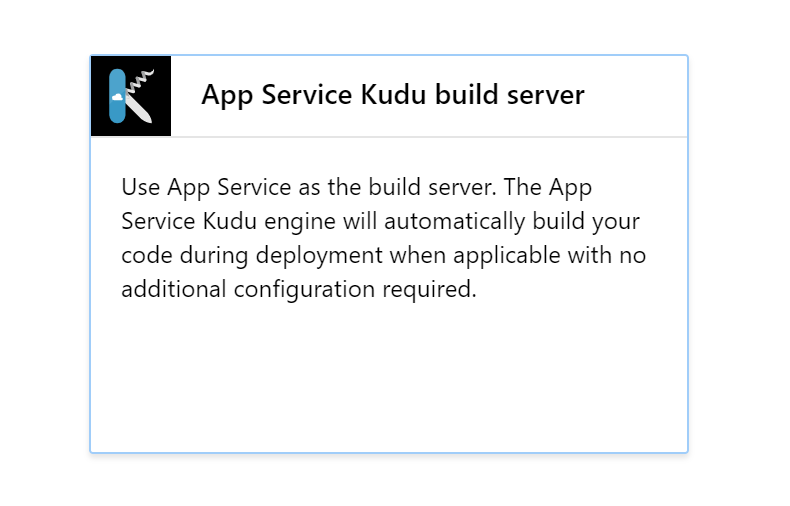 App Service Kudu build server
Use App Service as the build server. The App
Service Kudu engine will automatically build your
code during deployment when applicable with no
additional configuration required.